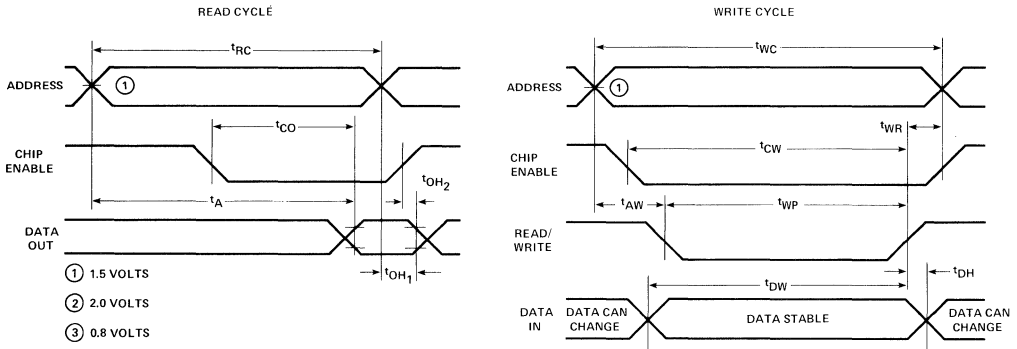 READ CYCLE
tRC
ADDRESS
1
tCO
CHIP
ENABLE
tOH2
tA
DATA
OUT
tOH1
1 1.5 VOLTS
2 2.0 VOLTS
3 0.8 VOLTS
WRITE CYCLE
tWC
ADDRESS
1
tWR
tCW
CHIP
ENABLE
tAW
tWP
READ/
WRITE
tDH
tDW
DATA
IN
DATA CAN
CHANGE
DATA STABLE
DATA CAN
CHANGE